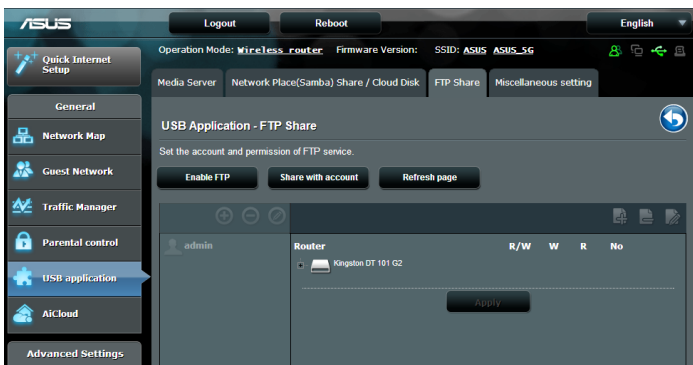 ASUS
Logout Reboot English
Quick Internet Setup
Operation Mode: Wireless router Firmware Version: SSID: ASUS ASUS_5G
Media Server Network Place(Samba) Share / Cloud Disk FTP Share Miscellaneous setting
General
Network Map
Guest Network
Traffic Manager
Parental control
USB application
AiCloud
Advanced Settings
USB Application - FTP Share
Set the account and permission of FTP service.
Enable FTP Share with account Refresh page
admin
Router R/W W R No
Kingston DT 101 G2
Apply